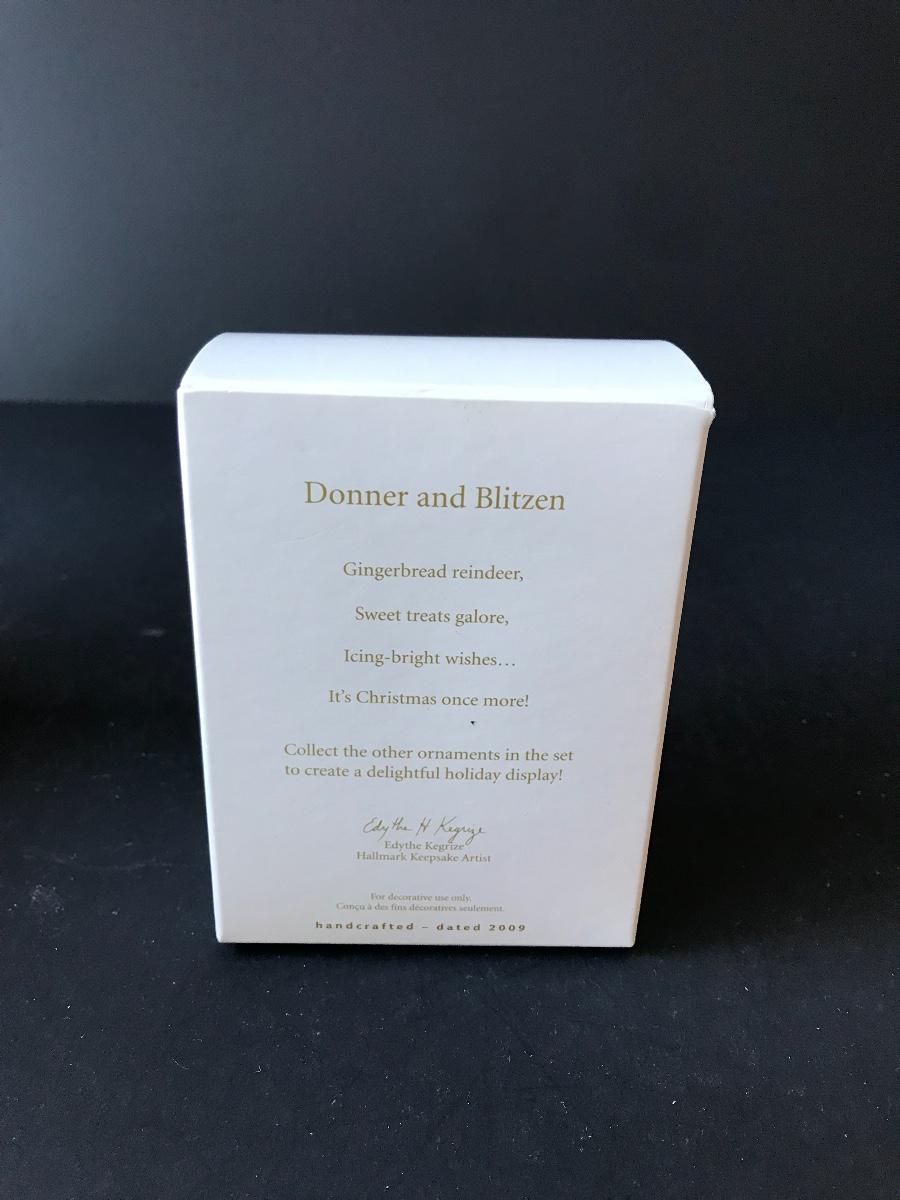 Donner and Blitzen
Gingerbread reindeer,
Sweet treats galore,
Icing-bright wishes…
It's Christmas once more!
Collect the other ornaments in the set
to create a delightful holiday display!
Edythe H Kegrize
Edythe Kegrize
Hallmark Keepsake Artist
For decorative use only.
Conçu à des fins décoratives seulement.
handcrafted – dated 2009